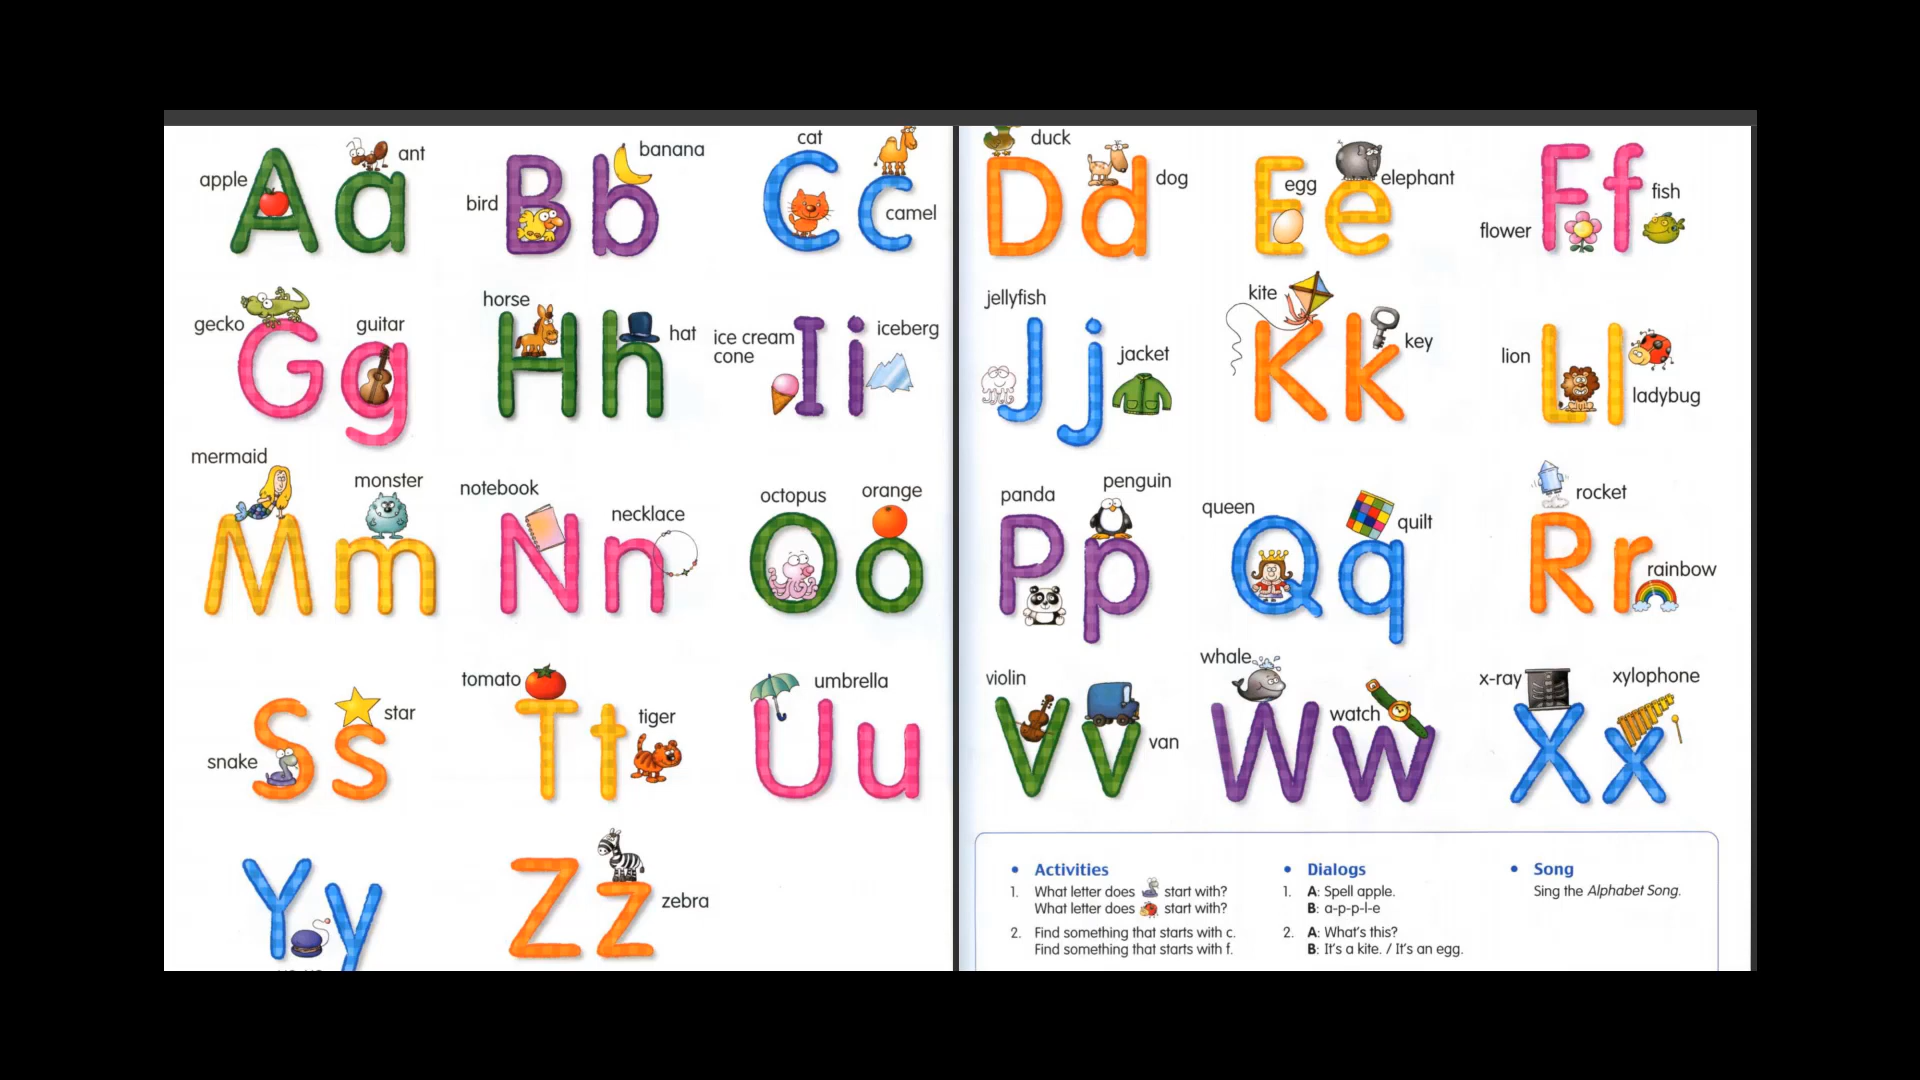 apple
Aa
ant
bird
Bb
banana
cat
Cc
camel
duck
Dd
dog
egg
Ee
elephant
flower
Ff
fish
gecko
Gg
guitar
horse
Hh
hat
ice cream
cone
Ii
iceberg
jellyfish
Jj
jacket
kite
Kk
key
lion
Ll
ladybug
mermaid
Mm
monster
notebook
Nn
necklace
octopus
Oo
orange
panda
Pp
penguin
queen
Qq
quilt
rocket
Rr
rainbow
snake
Ss
star
tomato
Tt
tiger
umbrella
Uu
violin
Vv
van
whale
Ww
watch
x-ray
Xx
xylophone
Yy
Zz
zebra
• Activities
1. What letter does start with?
What letter does start with?
2. Find something that starts with c.
Find something that starts with f.
• Dialogs
1. A: Spell apple.
B: a-p-p-l-e
2. A: What's this?
B: It's a kite. / It's an egg.
• Song
Sing the Alphabet Song.